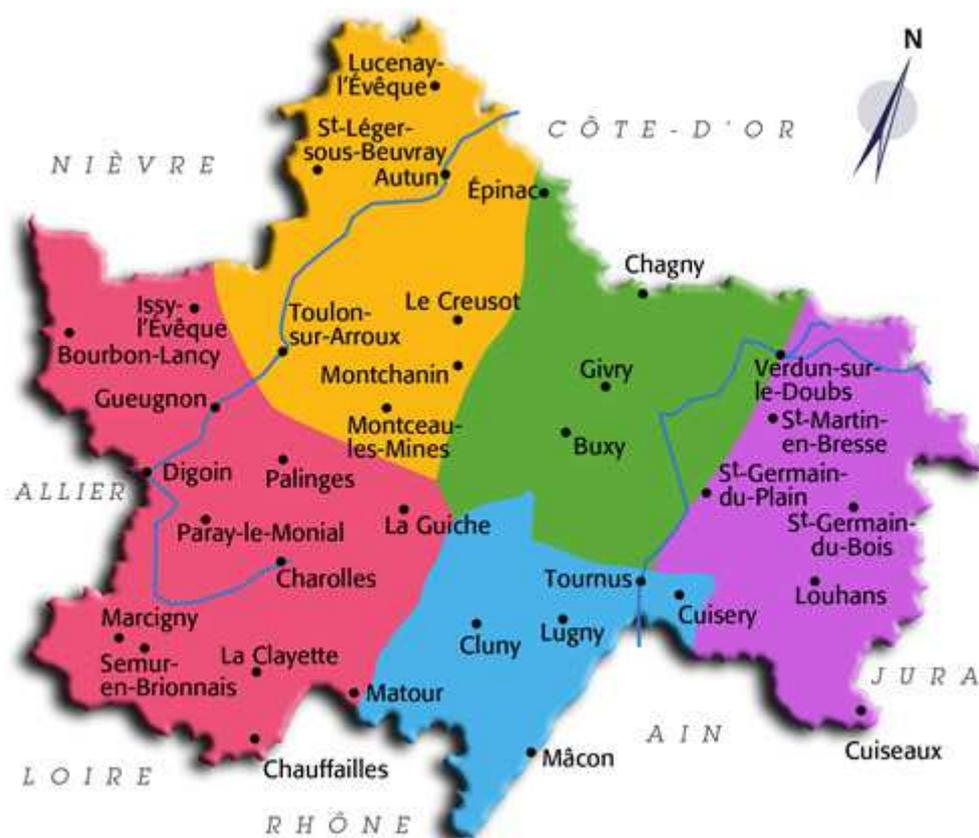 N
Lucenay-
l'Évêque
CÔTE-D'OR
St-Léger-
sous-Beuvray
NIÈVRE
Autun
Épinac
Chagny
Issy-
l'Évêque
Le Creusot
Toulon-
sur-Arroux
Bourbon-Lancy
Verdun-sur-
le-Doubs
Montchanin
Givry
Gueugnon
Montceau-
les-Mines
St-Martin-
en-Bresse
Buxy
Digoin
Palinges
St-Germain-
du-Plain
ALLIER
La Guiche
St-Germain-
du-Bois
Paray-le-Monial
Charolles
Tournus
Louhans
Cuisery
Marcigny
Cluny
Lugny
Semur-
en-Brionnais
La Clayette
JURA
Matour
AIN
Cuiseaux
Mâcon
Chauffailles
LOIRE
RHÔNE